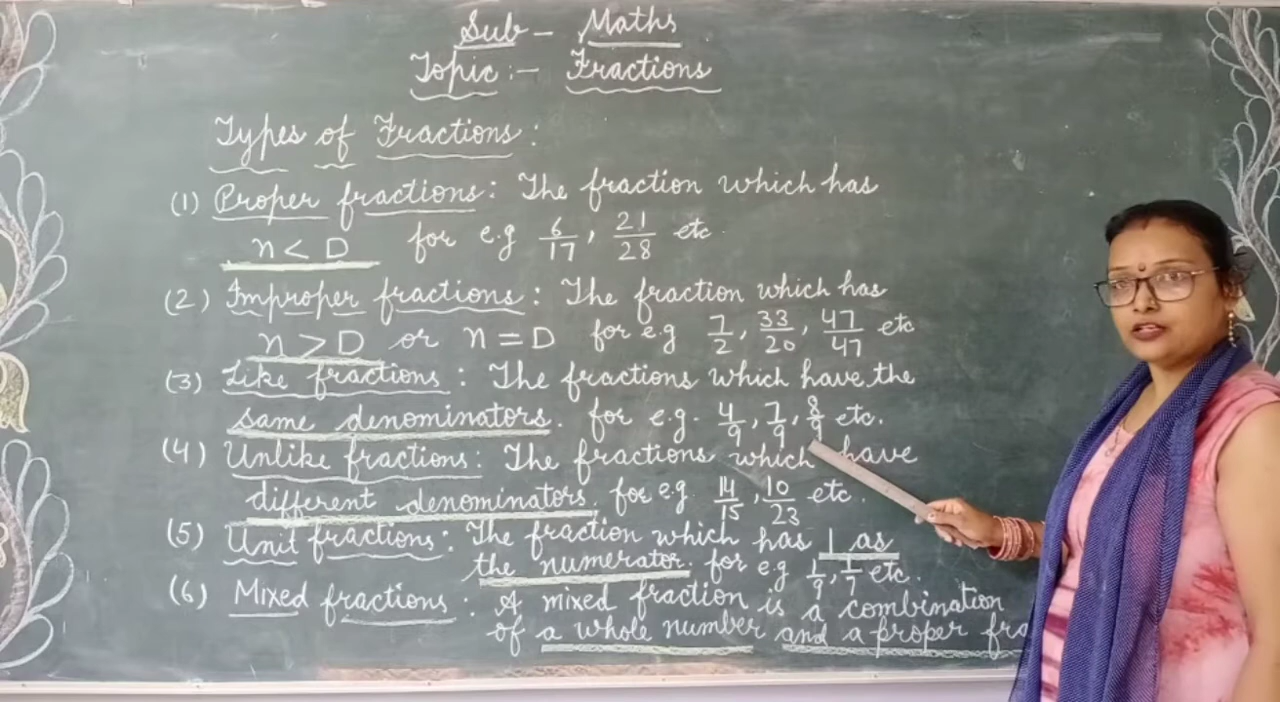 Sub - Maths
Topic :- Fractions
Types of Fractions :
(1) Proper fractions : The fraction which has
n < D for e.g 6/17, 21/28 etc.
(2) Improper fractions : The fraction which has
n > D or n = D for e.g 7/2, 33/20, 47/47 etc
(3) Like fractions : The fractions which have the
same denominators. for e.g. 4/9, 7/9, 8/9 etc.
(4) Unlike fractions : The fractions which have
different denominators. for e.g. 14/15, 10/23 etc.
(5) Unit fractions : The fraction which has 1 as
the numerator. for e.g 1/9, 1/7 etc.
(6) Mixed fractions : A mixed fraction is a combination
of a whole number and a proper fra